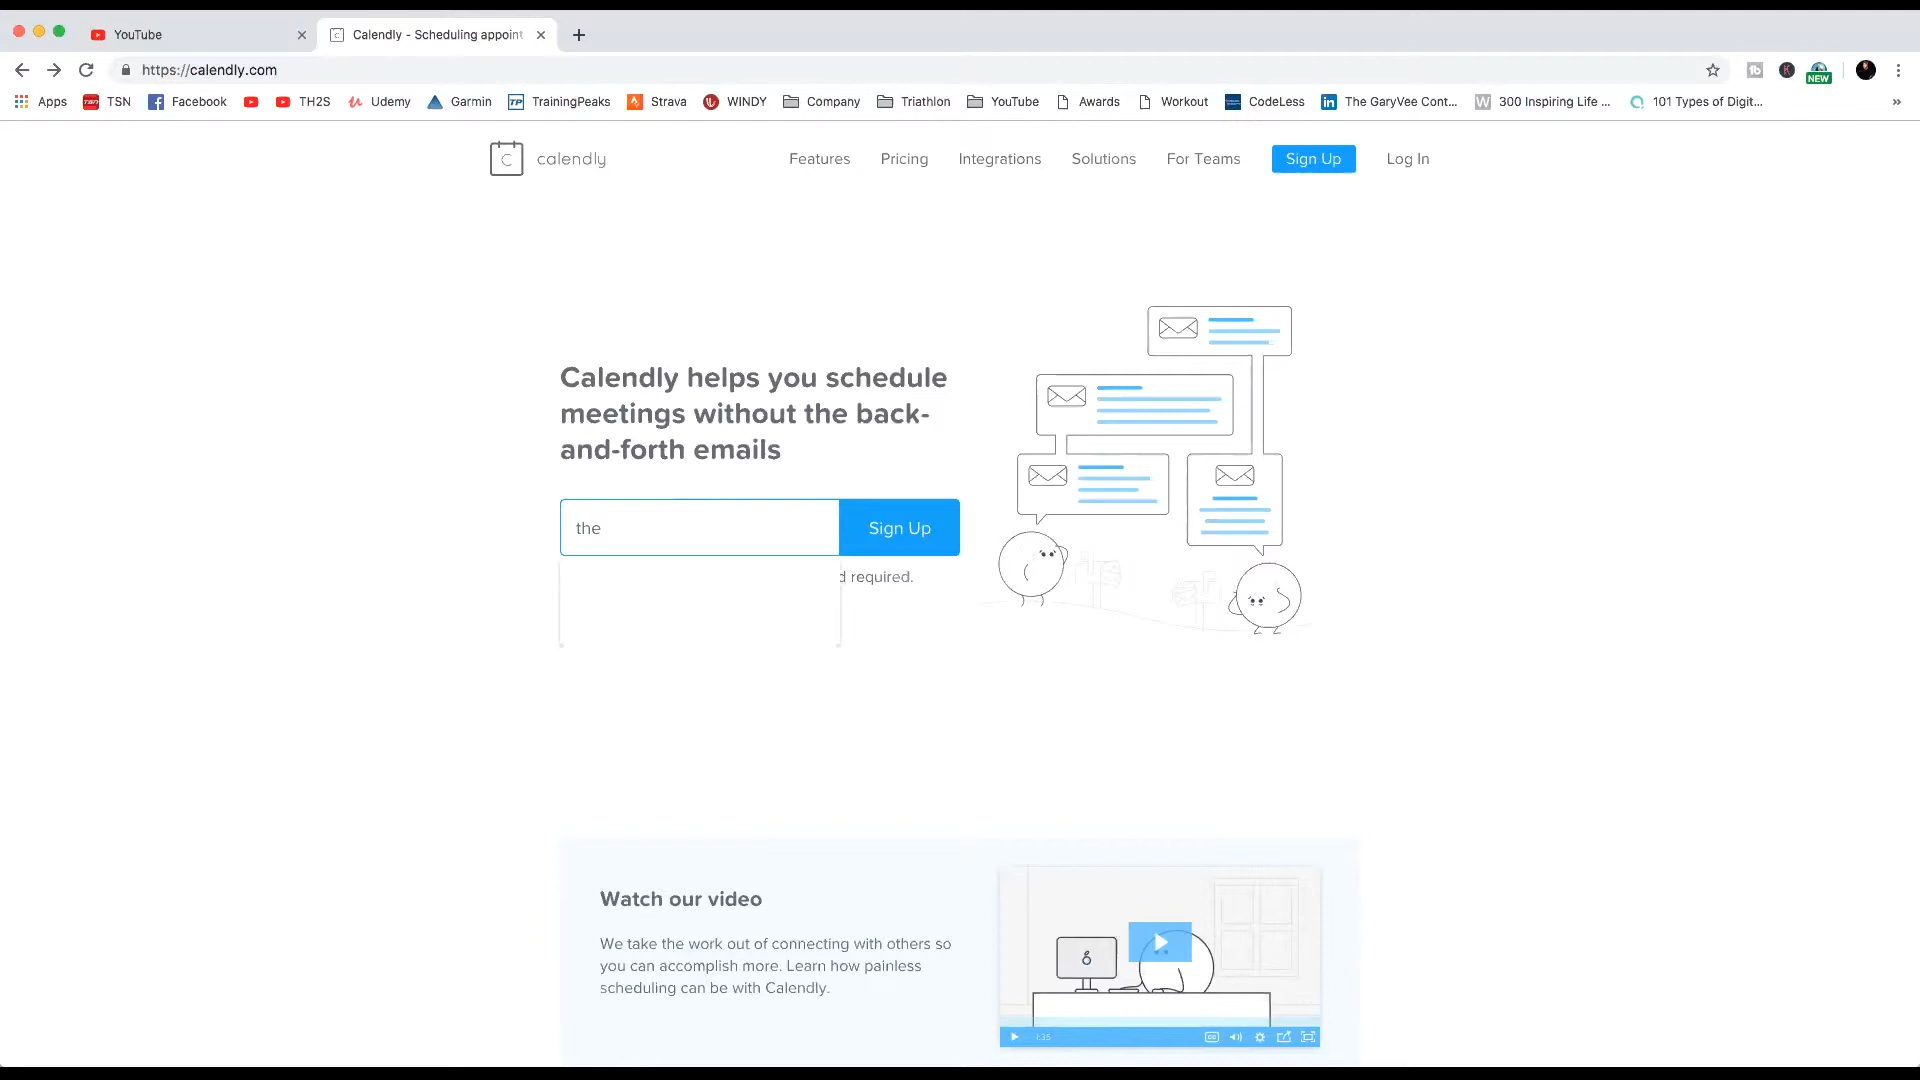 YouTube
Calendly - Scheduling appoint
https://calendly.com
NEW
Apps TSN Facebook TH2S Udemy Garmin TrainingPeaks Strava WINDY Company Triathlon YouTube Awards Workout CodeLess The GaryVee Cont... 300 Inspiring Life ... 101 Types of Digit... »
calendly Features Pricing Integrations Solutions For Teams Sign Up Log In
Calendly helps you schedule
meetings without the back-
and-forth emails
the Sign Up
d required.
Watch our video
We take the work out of connecting with others so
you can accomplish more. Learn how painless
scheduling can be with Calendly.
1:35